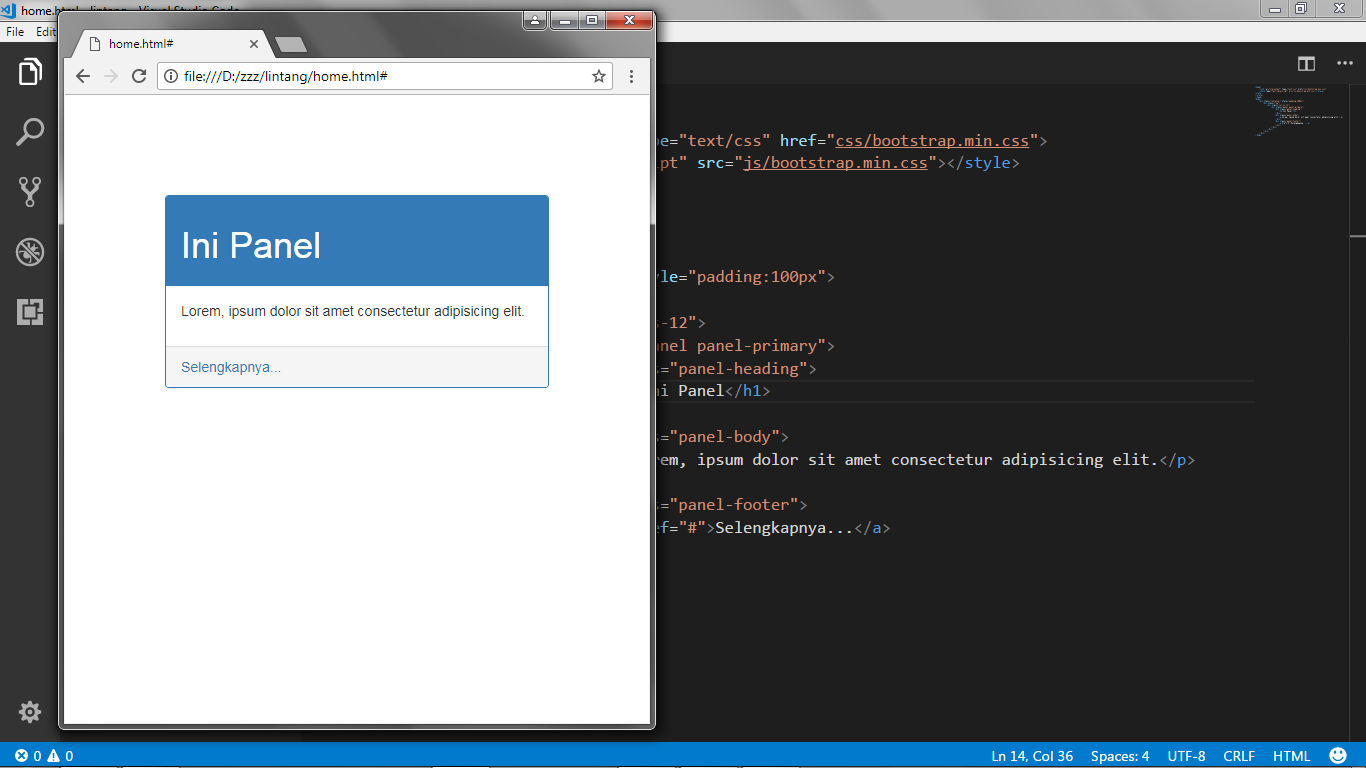 home.html - lintang - Visual Studio Code
File Edit
home.html#
file:///D:/zzz/lintang/home.html#
Ini Panel
Lorem, ipsum dolor sit amet consectetur adipisicing elit.
Selengkapnya...
="text/css" href="css/bootstrap.min.css">
pt" src="js/bootstrap.min.css"></style>
le="padding:100px">
-12">
nel panel-primary">
="panel-heading">
i Panel</h1>
="panel-body">
em, ipsum dolor sit amet consectetur adipisicing elit.</p>
="panel-footer">
ef="#">Selengkapnya...</a>
0 0 Ln 14, Col 36 Spaces: 4 UTF-8 CRLF HTML